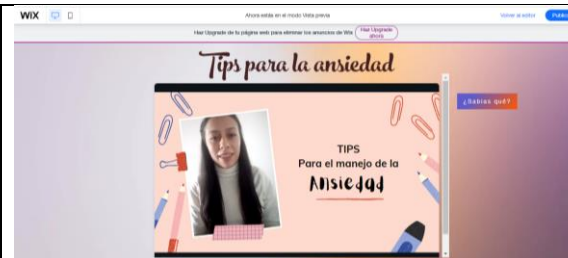 WiX
Ahora estás en el modo Vista previa
Volver al editor
Publicar
Haz Upgrade de tu página web para eliminar los anuncios de Wix
Haz Upgrade
ahora
Tips para la ansiedad
¿Sabías qué?
TIPS
Para el manejo de la
Ansiedad